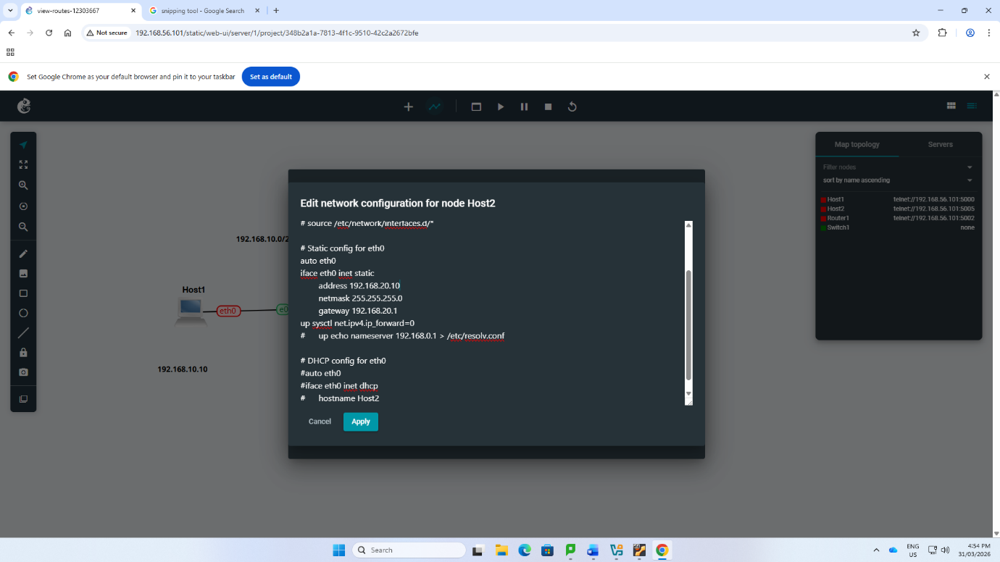 view-routes-12303667
snipping tool - Google Search
Not secure
192.168.56.101/static/web-ui/server/1/project/348b2a1a-7813-4f1c-9510-42c2a2672bfe
Set Google Chrome as your default browser and pin it to your taskbar
Set as default
Map topology
Servers
Filter nodes
sort by name ascending
Host1 telnet://192.168.56.101:5000
Host2 telnet://192.168.56.101:5005
Router1 telnet://192.168.56.101:5002
Switch1 none
192.168.10.0/2
Host1
eth0
e0
192.168.10.10
Edit network configuration for node Host2
# source /etc/network/interfaces.d/*
# Static config for eth0
auto eth0
iface eth0 inet static
address 192.168.20.10
netmask 255.255.255.0
gateway 192.168.20.1
up sysctl net.ipv4.ip_forward=0
# up echo nameserver 192.168.0.1 > /etc/resolv.conf
# DHCP config for eth0
#auto eth0
#iface eth0 inet dhcp
# hostname Host2
Cancel
Apply
Search
ENG
US
4:54 PM
31/03/2026